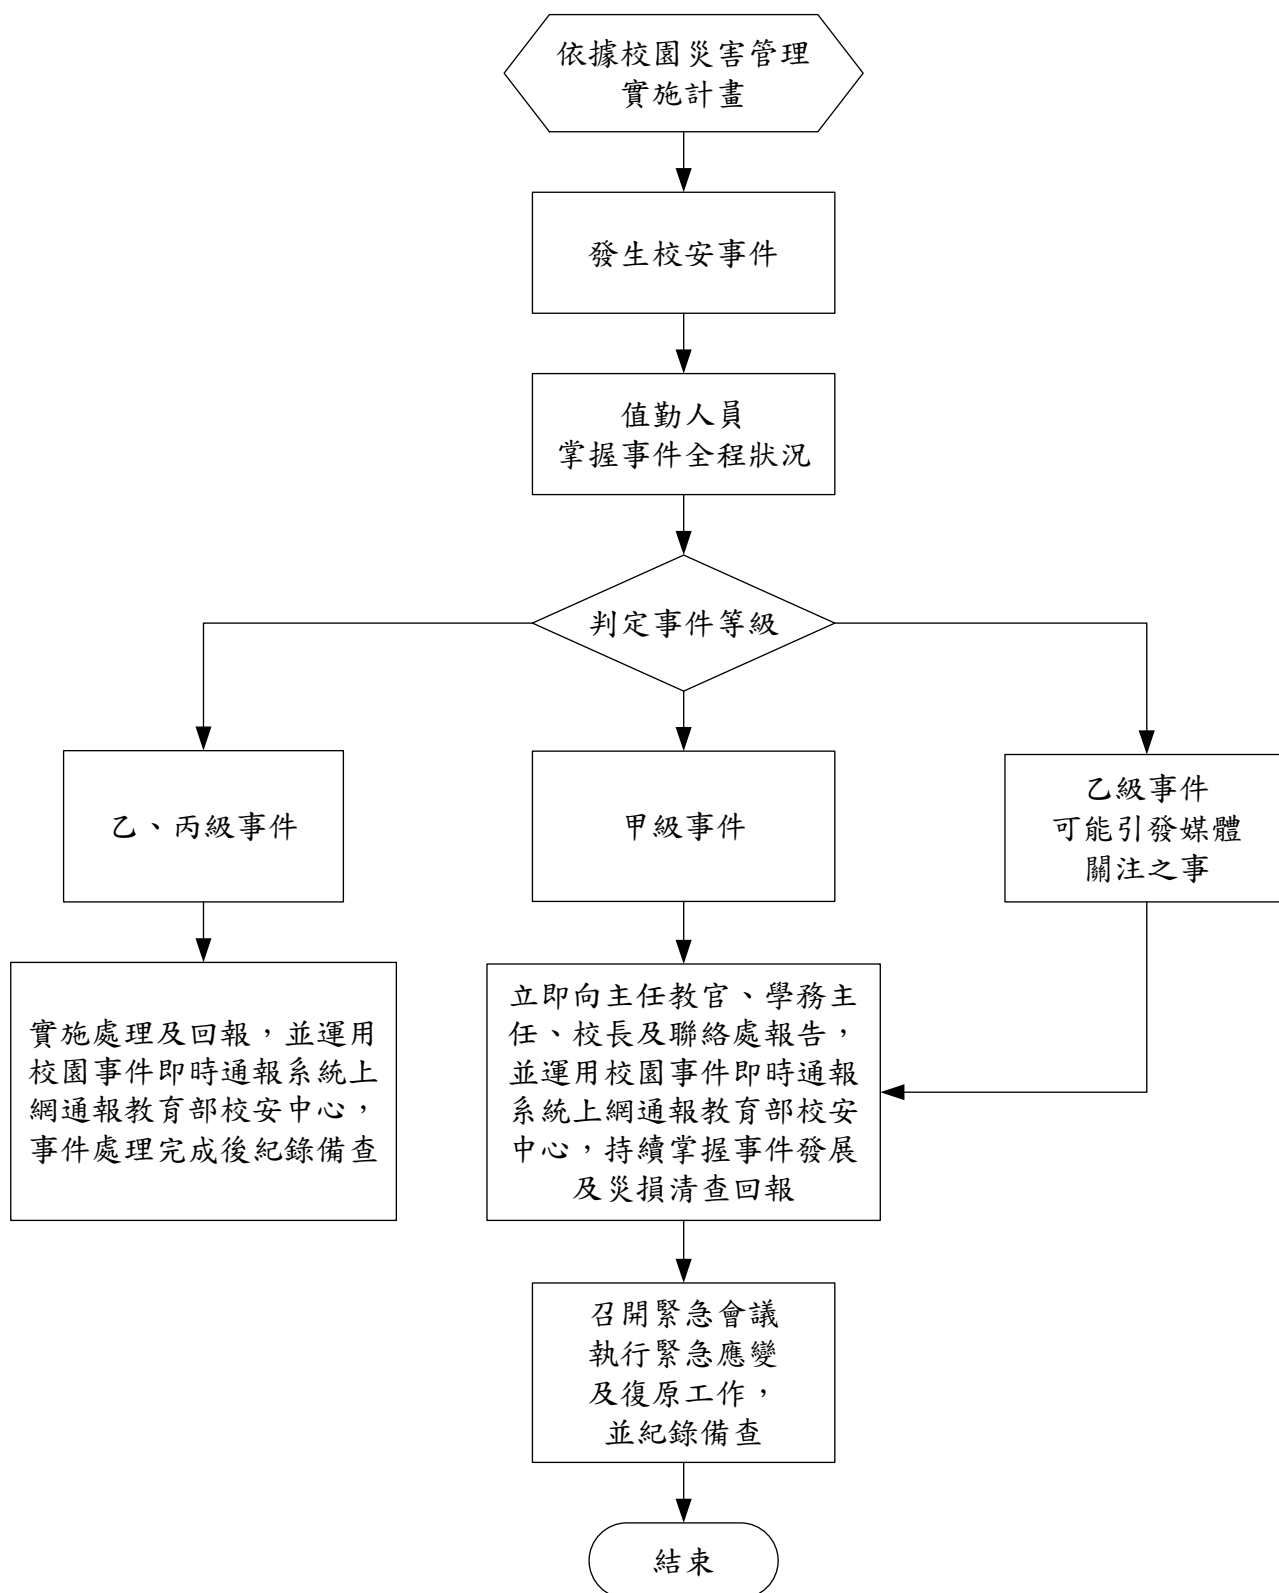 依據校園災害管理
實施計畫
發生校安事件
值勤人員
掌握事件全程狀況
判定事件等級
乙、丙級事件
甲級事件
乙級事件
可能引發媒體
關注之事
實施處理及回報，並運用
校園事件即時通報系統上
網通報教育部校安中心，
事件處理完成後紀錄備查
立即向主任教官、學務主
任、校長及聯絡處報告，
並運用校園事件即時通報
系統上網通報教育部校安
中心，持續掌握事件發展
及災損清查回報
召開緊急會議
執行緊急應變
及復原工作，
並紀錄備查
結束